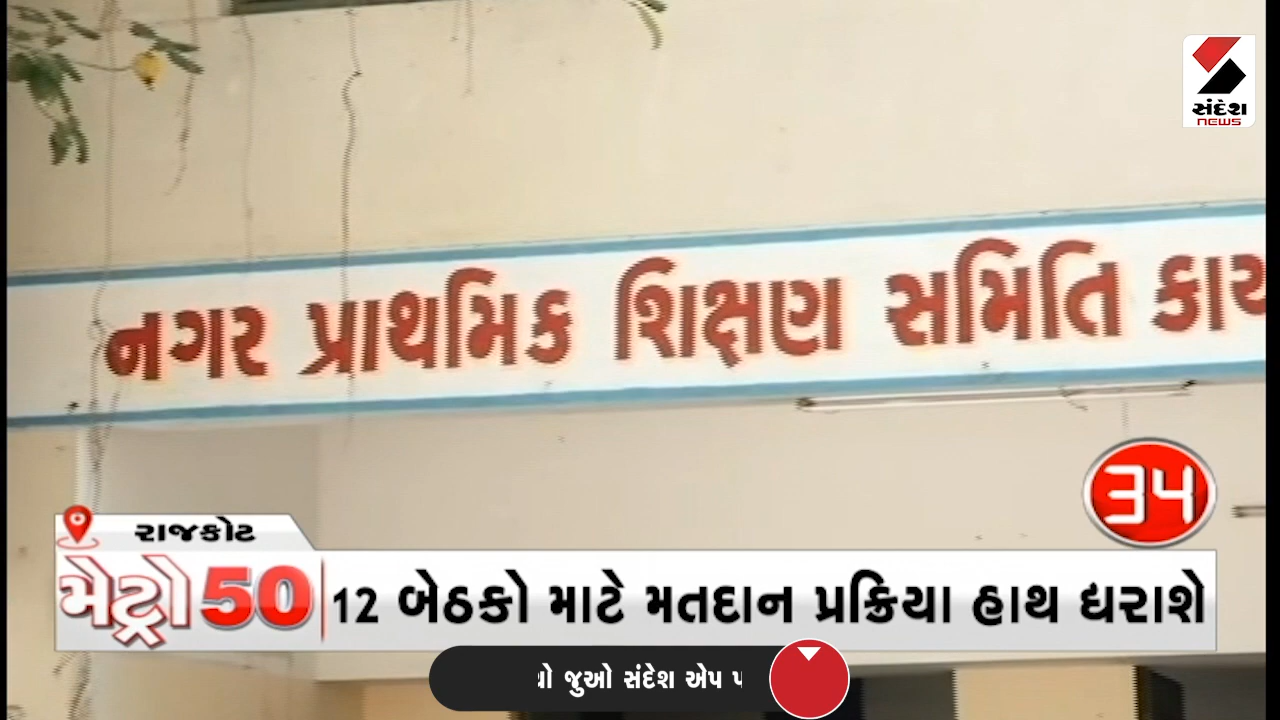 સંદેશ
NEWS
નગર પ્રાથમિક શિક્ષણ સમિતિ
34
રાજકોટ
મેટ્રો 50
12 બેઠકો માટે મતદાન પ્રક્રિયા હાથ ધરાશે
જુઓ સંદેશ એપ